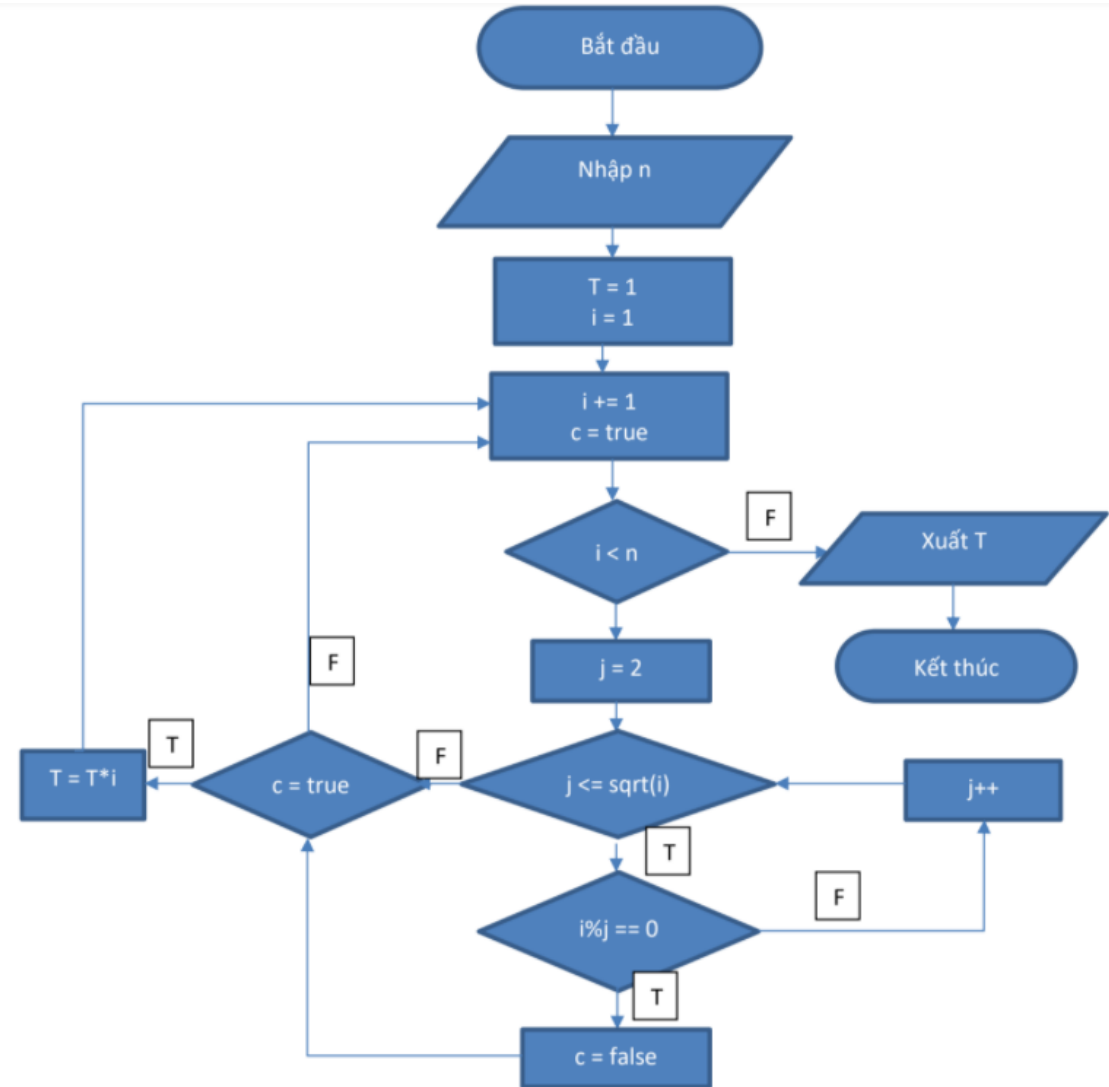 Bắt đầu
Nhập n
T = 1
i = 1
i += 1
c = true
F
i < n
Xuất T
j = 2
Kết thúc
F
T
F
T = T*i
c = true
j <= sqrt(i)
j++
T
F
i%j == 0
T
c = false